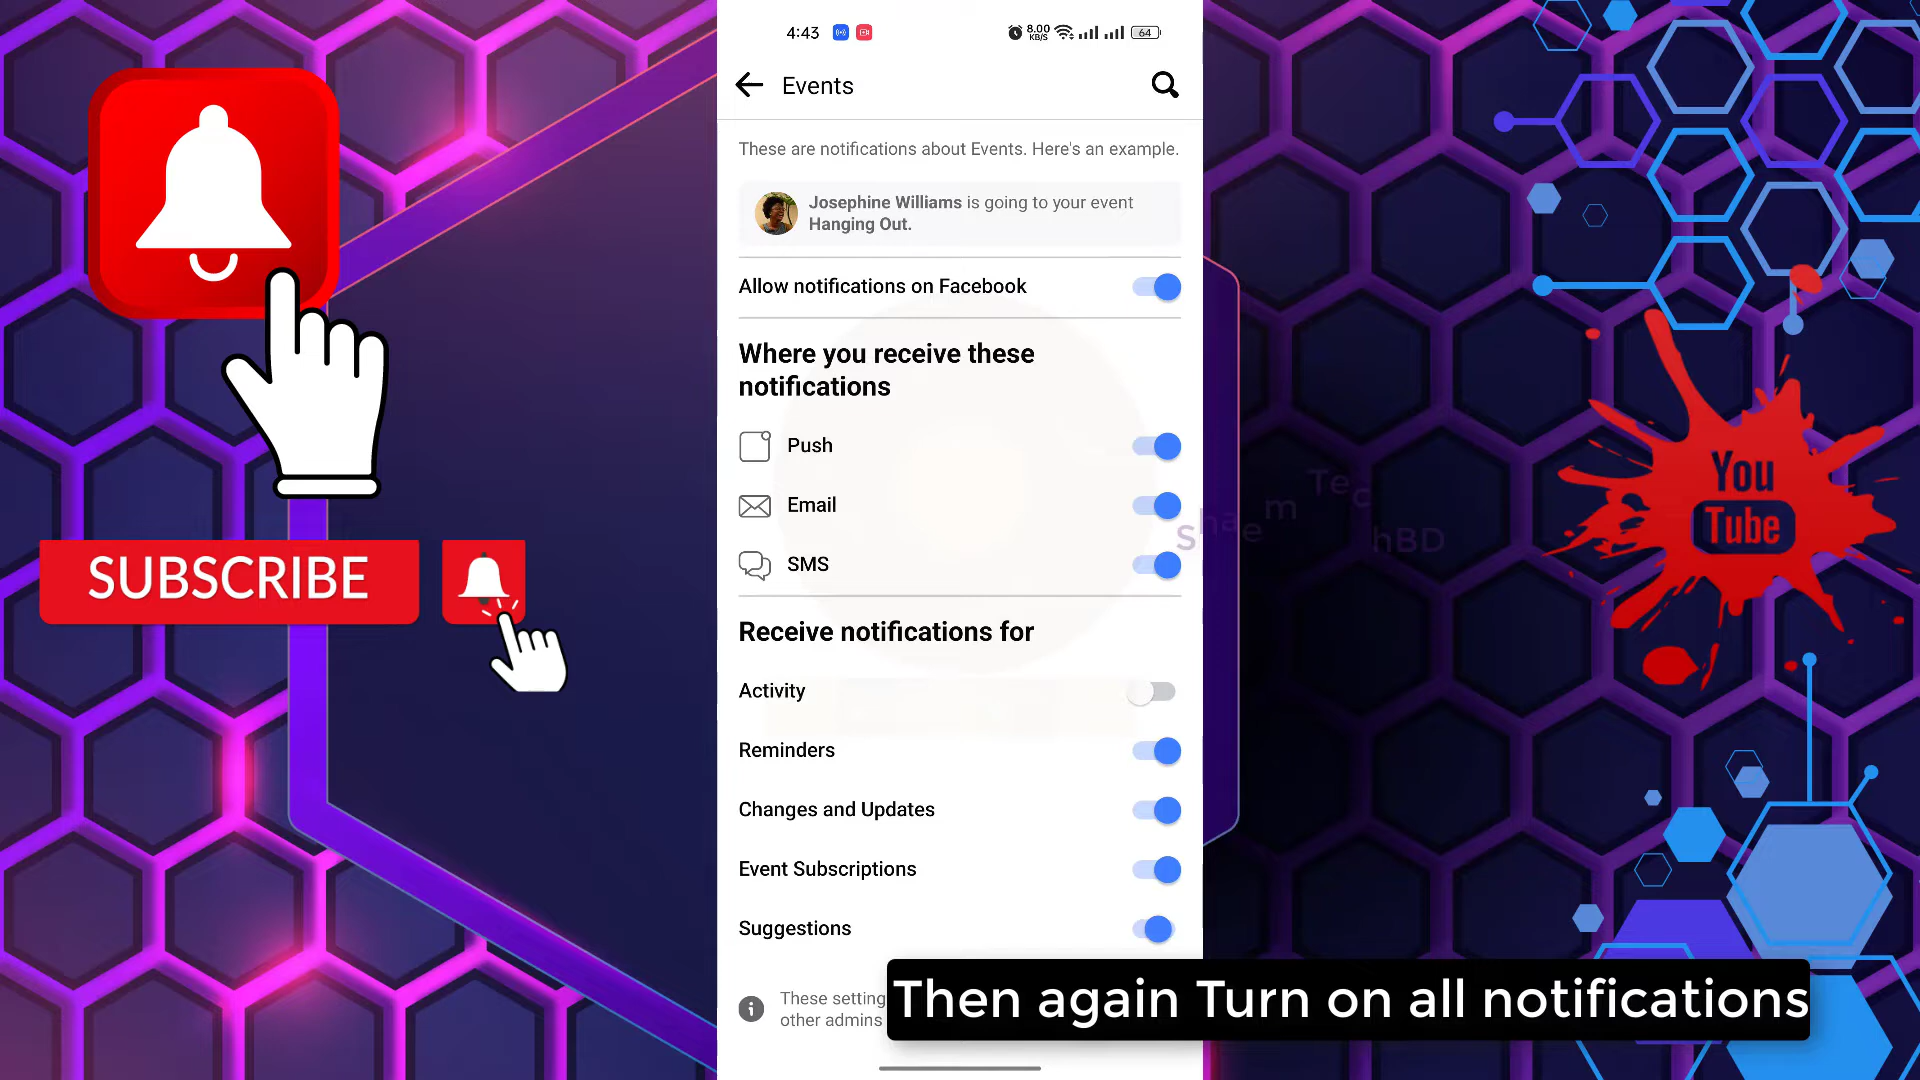 4:43
8.00
KB/S
64
Events
These are notifications about Events. Here's an example.
Josephine Williams is going to your event
Hanging Out.
Allow notifications on Facebook
Where you receive these
notifications
Push
Email
SMS
Receive notifications for
Activity
Reminders
Changes and Updates
Event Subscriptions
Suggestions
These setting
other admins
Then again Turn on all notifications
SUBSCRIBE
You
Tube
Shaeem TechBD